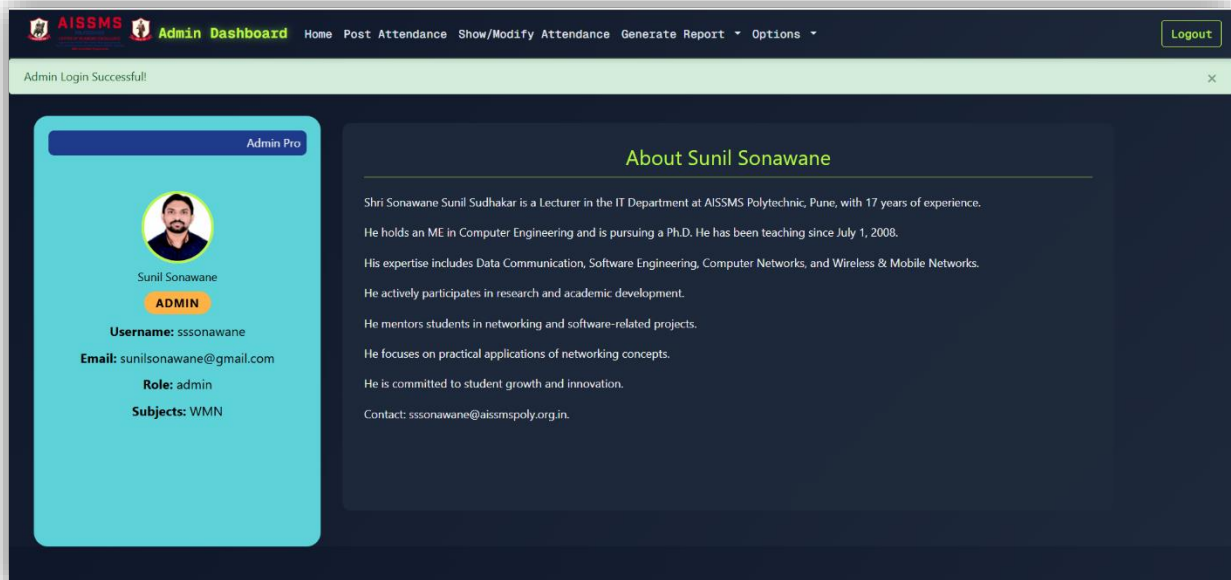 AISSMS
Admin Dashboard Home Post Attendance Show/Modify Attendance Generate Report Options Logout
Admin Login Successful! ×
Admin Pro
Sunil Sonawane
ADMIN
Username: sssonawane
Email: sunilsonawane@gmail.com
Role: admin
Subjects: WMN
About Sunil Sonawane
Shri Sonawane Sunil Sudhakar is a Lecturer in the IT Department at AISSMS Polytechnic, Pune, with 17 years of experience.
He holds an ME in Computer Engineering and is pursuing a Ph.D. He has been teaching since July 1, 2008.
His expertise includes Data Communication, Software Engineering, Computer Networks, and Wireless & Mobile Networks.
He actively participates in research and academic development.
He mentors students in networking and software-related projects.
He focuses on practical applications of networking concepts.
He is committed to student growth and innovation.
Contact: sssonawane@aissmspoly.org.in.